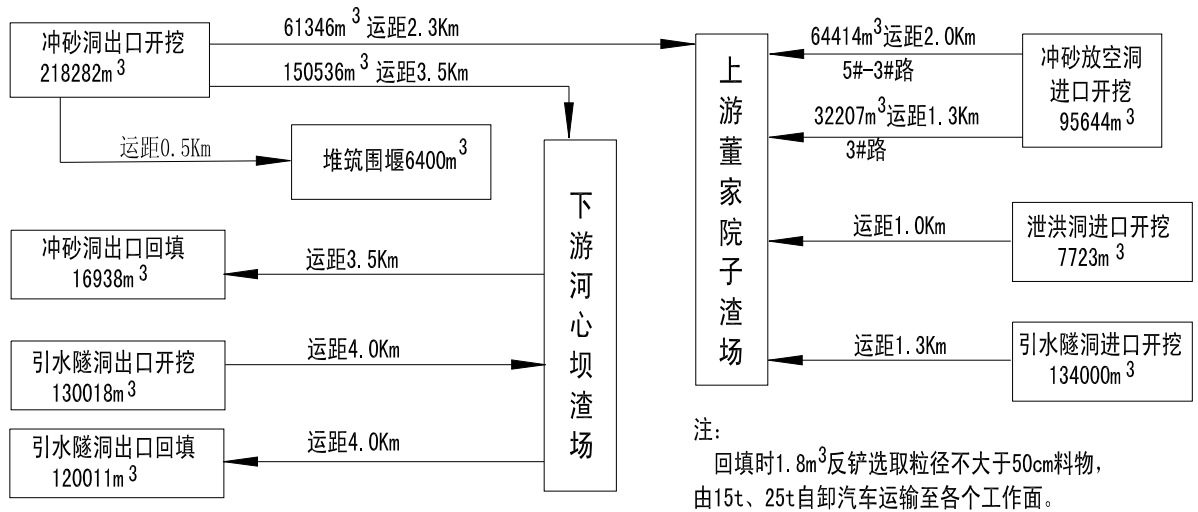 冲砂洞出口开挖
218282m³
61346m³ 运距2.3Km
150536m³ 运距3.5Km
运距0.5Km
堆筑围堰6400m³
冲砂洞出口回填
16938m³
运距3.5Km
引水隧洞出口开挖
130018m³
运距4.0Km
引水隧洞出口回填
120011m³
运距4.0Km
下游河心坝渣场
上游董家院子渣场
64414m³运距2.0Km
5#-3#路
32207m³运距1.3Km
3#路
冲砂放空洞
进口开挖
95644m³
运距1.0Km
泄洪洞进口开挖
7723m³
运距1.3Km
引水隧洞进口开挖
134000m³
注:
回填时1.8m³反铲选取粒径不大于50cm料物，
由15t、25t自卸汽车运输至各个工作面。